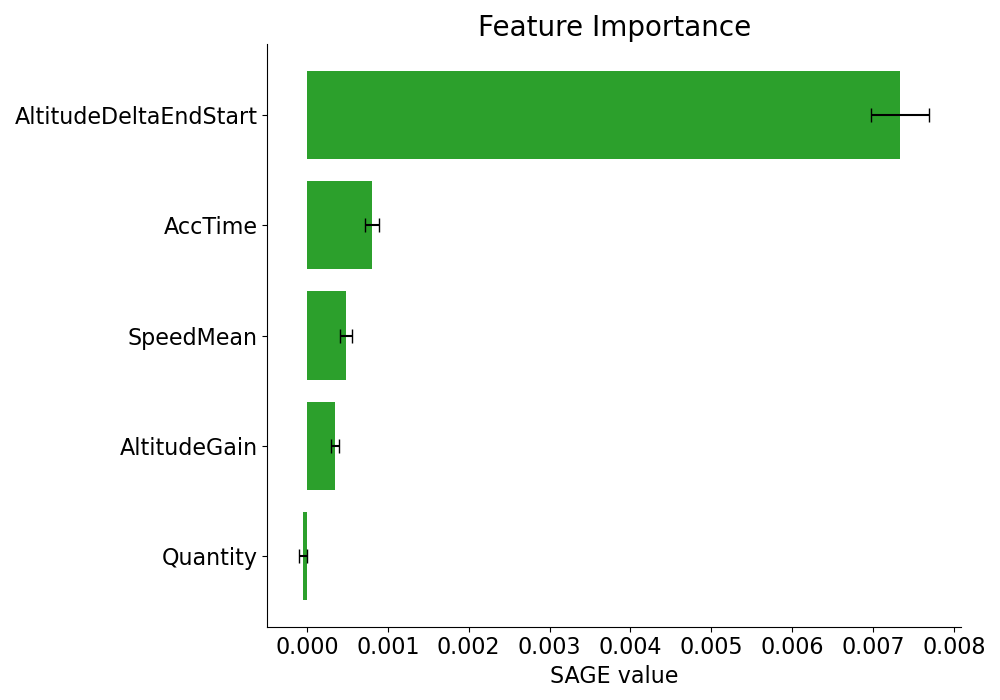 Feature Importance
AltitudeDeltaEndStart
AccTime
SpeedMean
AltitudeGain
Quantity
0.000 0.001 0.002 0.003 0.004 0.005 0.006 0.007 0.008
SAGE value